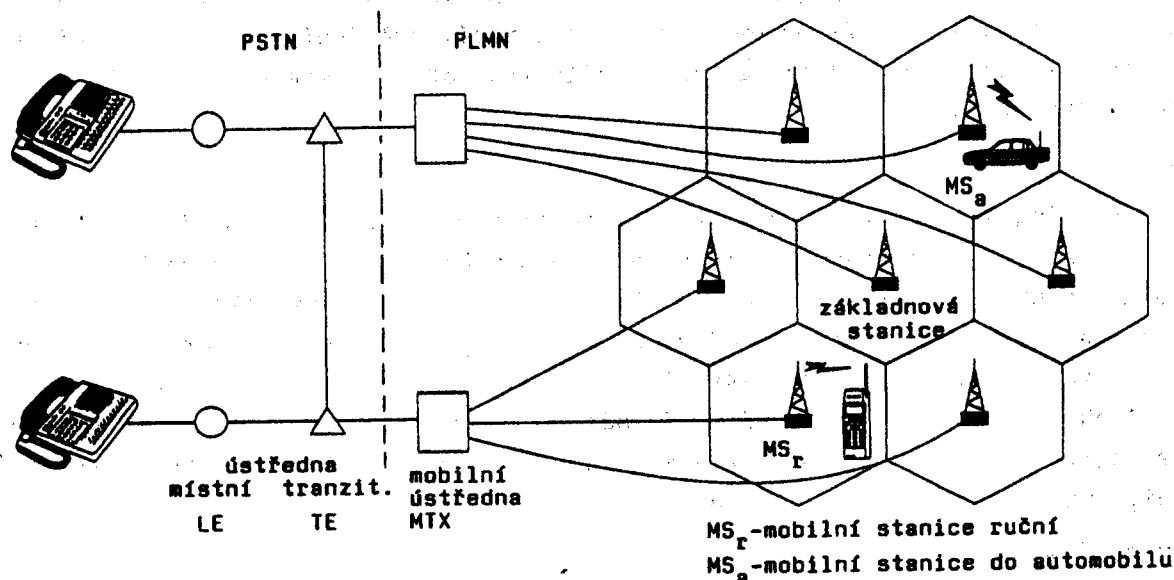 PSTN PLMN
MSa
základnová
stanice
MSr
ústředna
místní tranzit.
LE TE
mobilní
ústředna
MTX
MSr-mobilní stanice ruční
MSa-mobilní stanice do automobilu